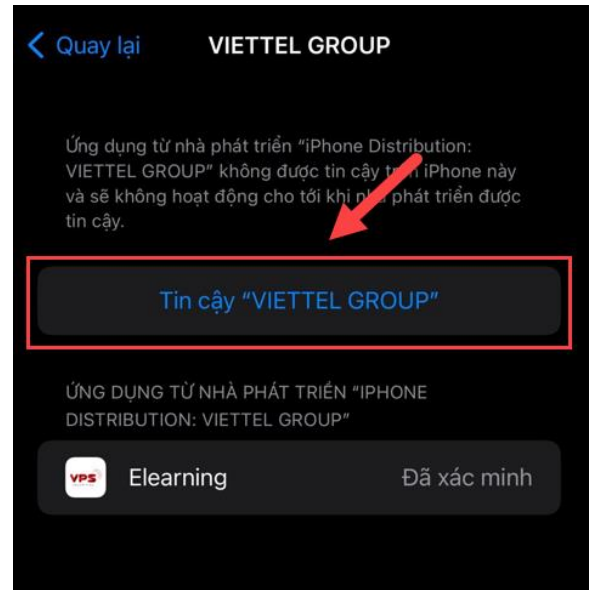 Quay lại VIETTEL GROUP
Ứng dụng từ nhà phát triển “iPhone Distribution:
VIETTEL GROUP” không được tin cậy trên iPhone này
và sẽ không hoạt động cho tới khi nhà phát triển được
tin cậy.
Tin cậy “VIETTEL GROUP”
ỨNG DỤNG TỪ NHÀ PHÁT TRIỂN “IPHONE
DISTRIBUTION: VIETTEL GROUP”
VPS Elearning Đã xác minh